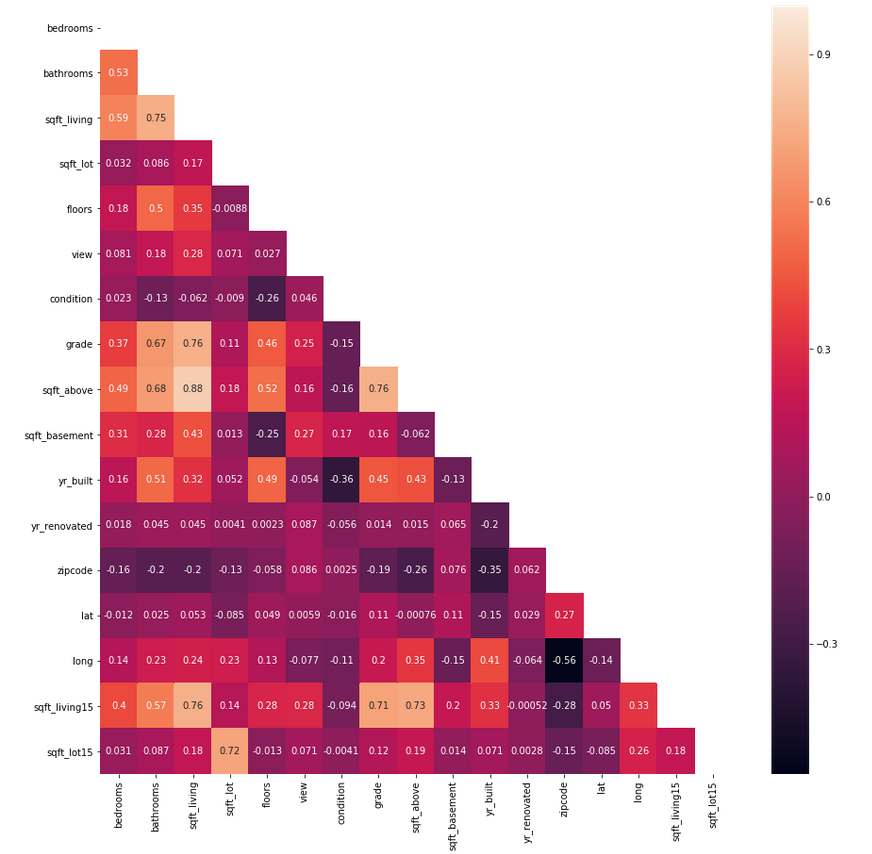 bedrooms
bathrooms 0.53
sqft_living 0.59 0.75
sqft_lot 0.032 0.086 0.17
floors 0.18 0.5 0.35 -0.0088
view 0.081 0.18 0.28 0.071 0.027
condition 0.023 -0.13 -0.062 -0.009 -0.26 0.046
grade 0.37 0.67 0.76 0.11 0.46 0.25 -0.15
sqft_above 0.49 0.68 0.88 0.18 0.52 0.16 -0.16 0.76
sqft_basement 0.31 0.28 0.43 0.013 -0.25 0.27 0.17 0.16 -0.062
yr_built 0.16 0.51 0.32 0.052 0.49 -0.054 -0.36 0.45 0.43 -0.13
yr_renovated 0.018 0.045 0.045 0.0041 0.0023 0.087 -0.056 0.014 0.015 0.065 -0.2
zipcode -0.16 -0.2 -0.2 -0.13 -0.058 0.086 0.0025 -0.19 -0.26 0.076 -0.35 0.062
lat -0.012 0.025 0.053 -0.085 0.049 0.0059 -0.016 0.11 -0.00076 0.11 -0.15 0.029 0.27
long 0.14 0.23 0.24 0.23 0.13 -0.077 -0.11 0.2 0.35 -0.15 0.41 -0.064 -0.56 -0.14
sqft_living15 0.4 0.57 0.76 0.14 0.28 0.28 -0.094 0.71 0.73 0.2 0.33 -0.00052 -0.28 0.05 0.33
sqft_lot15 0.031 0.087 0.18 0.72 -0.013 0.071 -0.0041 0.12 0.19 0.014 0.071 0.0028 -0.15 -0.085 0.26 0.18
bedrooms
bathrooms
sqft_living
sqft_lot
floors
view
condition
grade
sqft_above
sqft_basement
yr_built
yr_renovated
zipcode
lat
long
sqft_living15
sqft_lot15
0.9
0.6
0.3
0.0
−0.3